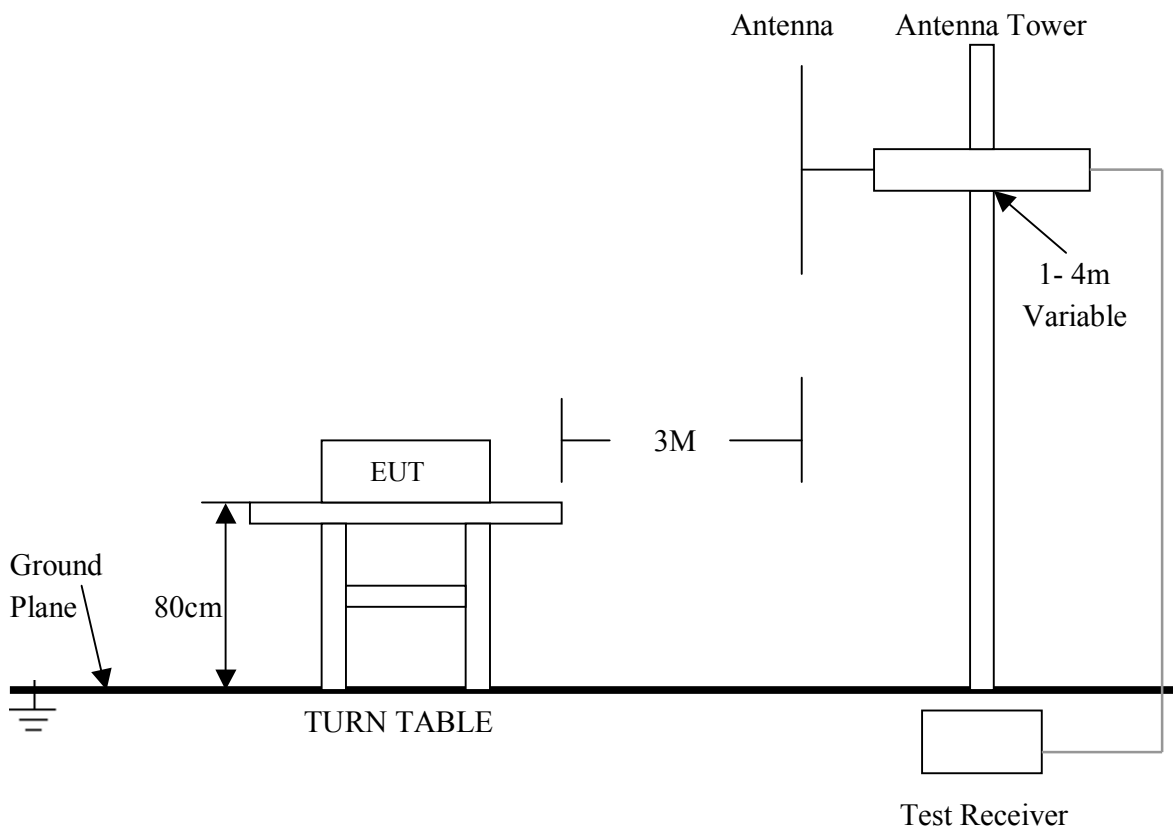 Antenna
Antenna Tower
1- 4m
Variable
3M
EUT
Ground
Plane
80cm
TURN TABLE
Test Receiver